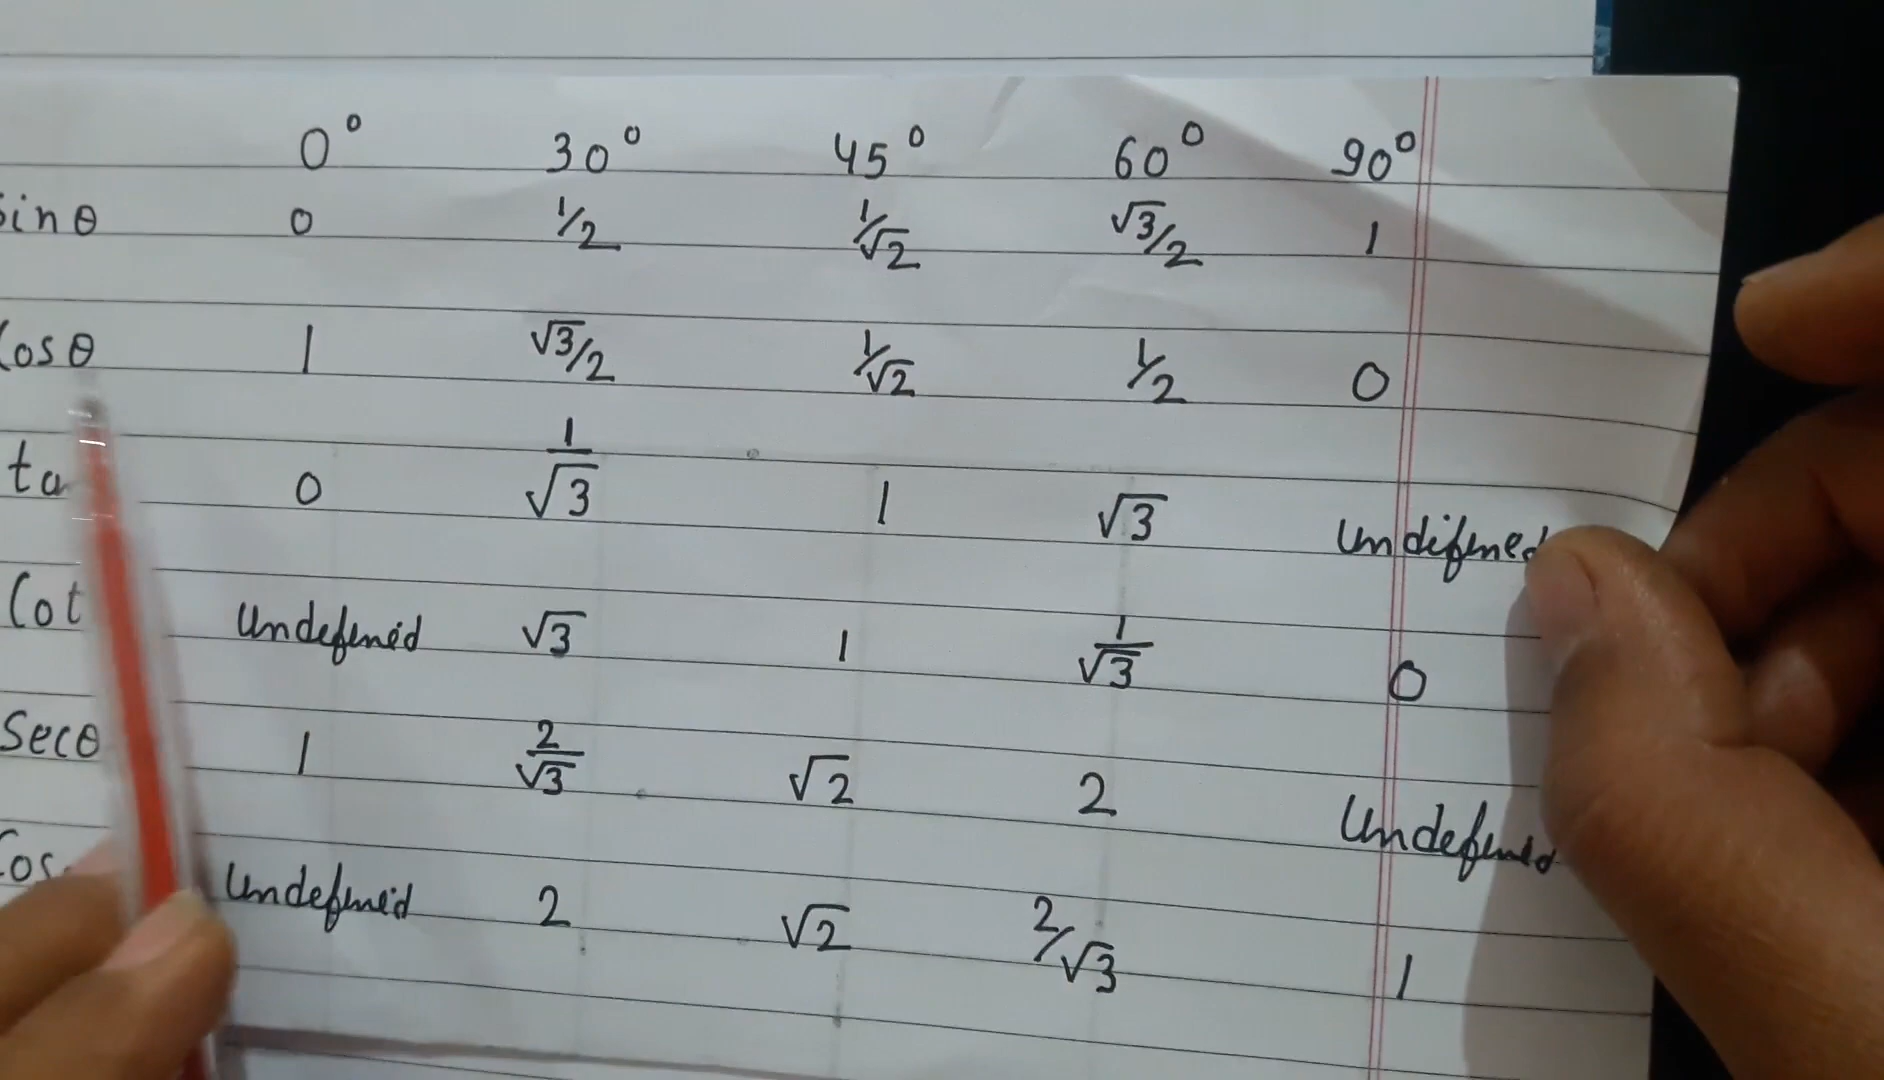 0° 30° 45° 60° 90°
Sinθ 0 1/2 1/√2 √3/2 1
Cosθ 1 √3/2 1/√2 1/2 0
ta 0 1/√3 1 √3 Undifined
Cot Undefined √3 1 1/√3 0
Secθ 1 2/√3 √2 2 Undefined
Cos Undefined 2 √2 2/√3 1